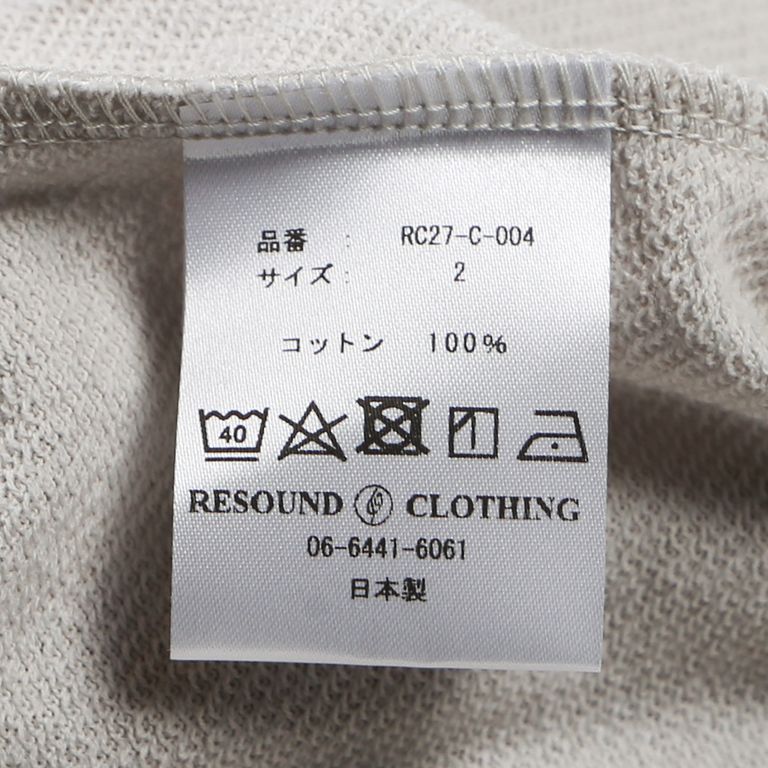 品番 : RC27-C-004
サイズ : 2
コットン 100%
40
RESOUND CLOTHING
06-6441-6061
日本製